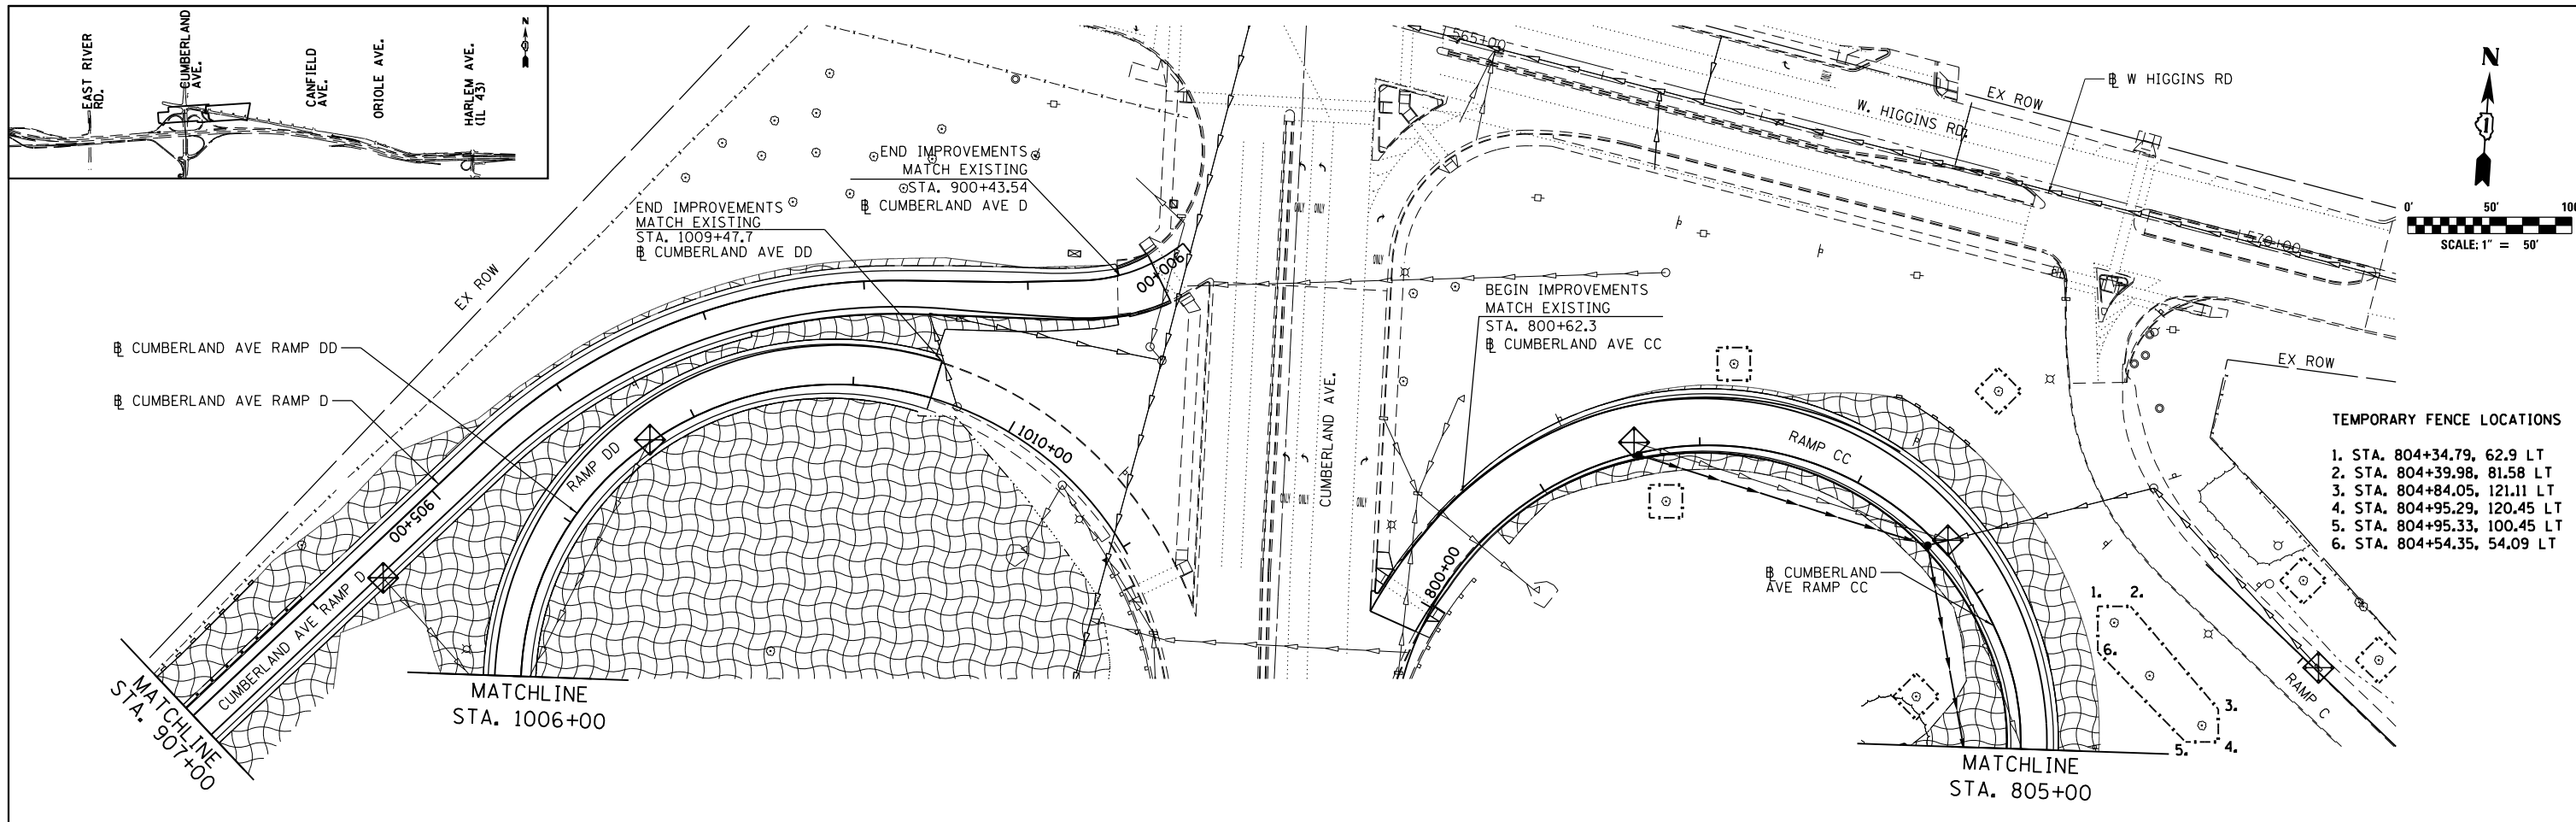 EAST RIVER
RD.
CUMBERLAND
AVE.
CANFIELD
AVE.
ORIOLE AVE.
HARLEM AVE.
(IL 43)
N
END IMPROVEMENTS
MATCH EXISTING
STA. 900+43.54
℄ CUMBERLAND AVE D
END IMPROVEMENTS
MATCH EXISTING
STA. 1009+47.7
℄ CUMBERLAND AVE DD
EX ROW
900+00
℄ CUMBERLAND AVE RAMP DD
℄ CUMBERLAND AVE RAMP D
RAMP DD
1010+00
905+00
CUMBERLAND AVE RAMP D
MATCHLINE
STA. 907+00
MATCHLINE
STA. 1006+00
ONLY
ONLY
ONLY
ONLY
ONLY
ONLY
CUMBERLAND AVE.
565+00
W. HIGGINS RD.
EX ROW
℄ W HIGGINS RD
570+00
BEGIN IMPROVEMENTS
MATCH EXISTING
STA. 800+62.3
℄ CUMBERLAND AVE CC
RAMP CC
800+00
℄ CUMBERLAND
AVE RAMP CC
MATCHLINE
STA. 805+00
1.
2.
3.
4.
5.
6.
RAMP C
EX ROW
N
0'
50'
SCALE: 1" = 50'
TEMPORARY FENCE LOCATIONS
1. STA. 804+34.79, 62.9 LT
2. STA. 804+39.98, 81.58 LT
3. STA. 804+84.05, 121.11 LT
4. STA. 804+95.29, 120.45 LT
5. STA. 804+95.33, 100.45 LT
6. STA. 804+54.35, 54.09 LT